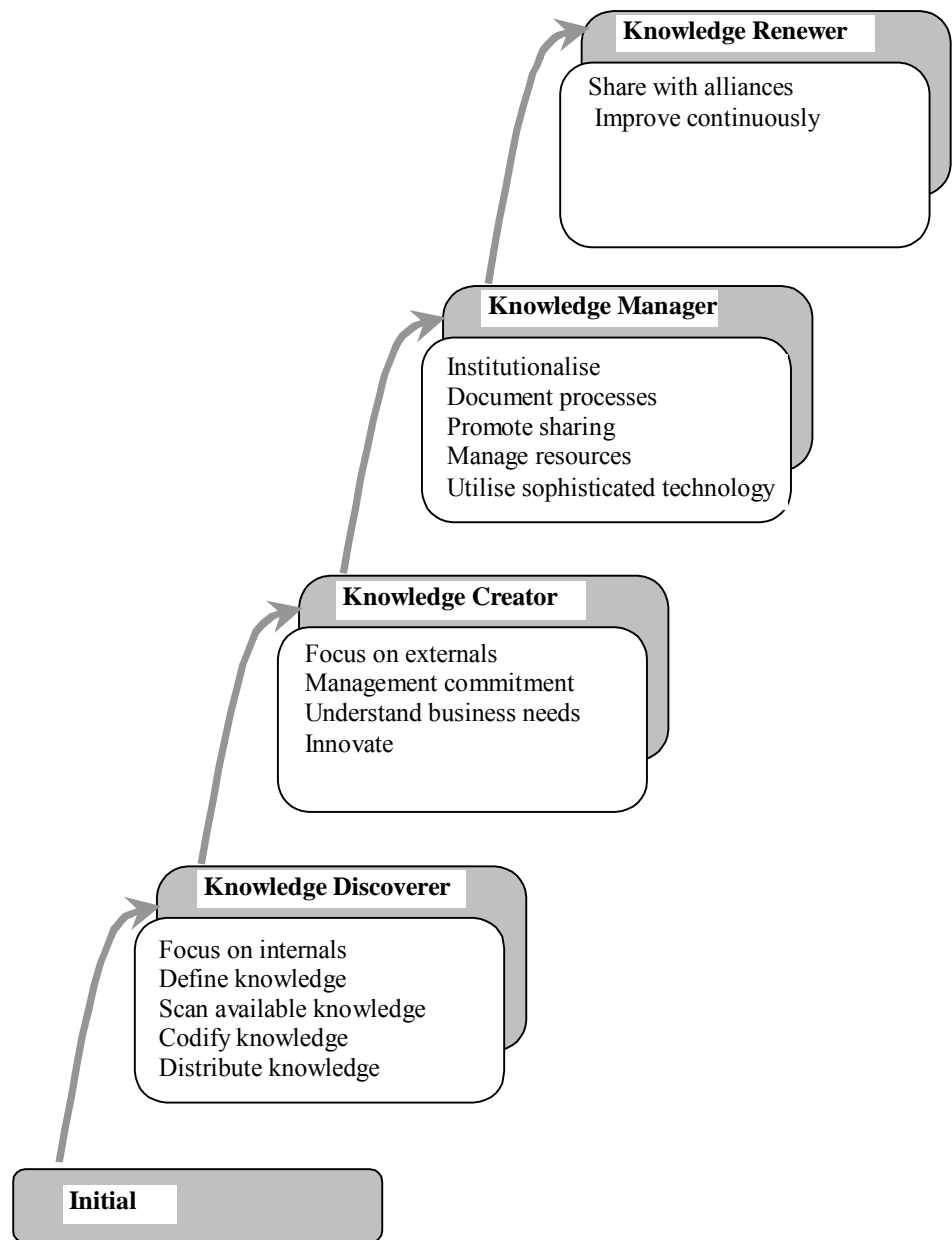 Knowledge Renewer
Share with alliances
Improve continuously
Knowledge Manager
Institutionalise
Document processes
Promote sharing
Manage resources
Utilise sophisticated technology
Knowledge Creator
Focus on externals
Management commitment
Understand business needs
Innovate
Knowledge Discoverer
Focus on internals
Define knowledge
Scan available knowledge
Codify knowledge
Distribute knowledge
Initial